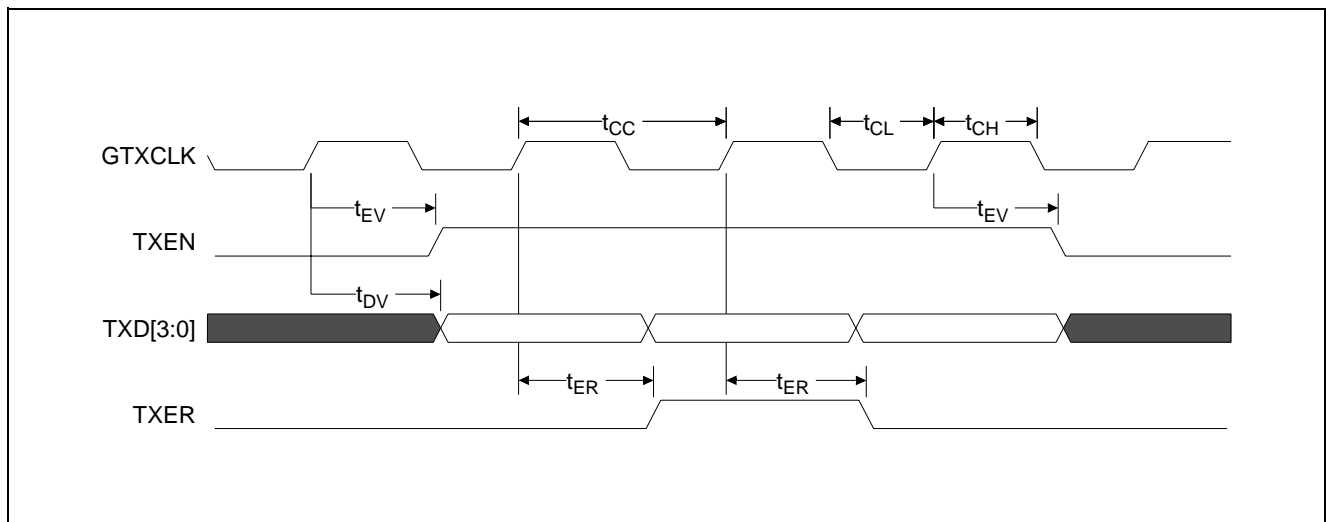 tCC
tCL
tCH
GTXCLK
tEV
tEV
TXEN
tDV
TXD[3:0]
tER
tER
TXER